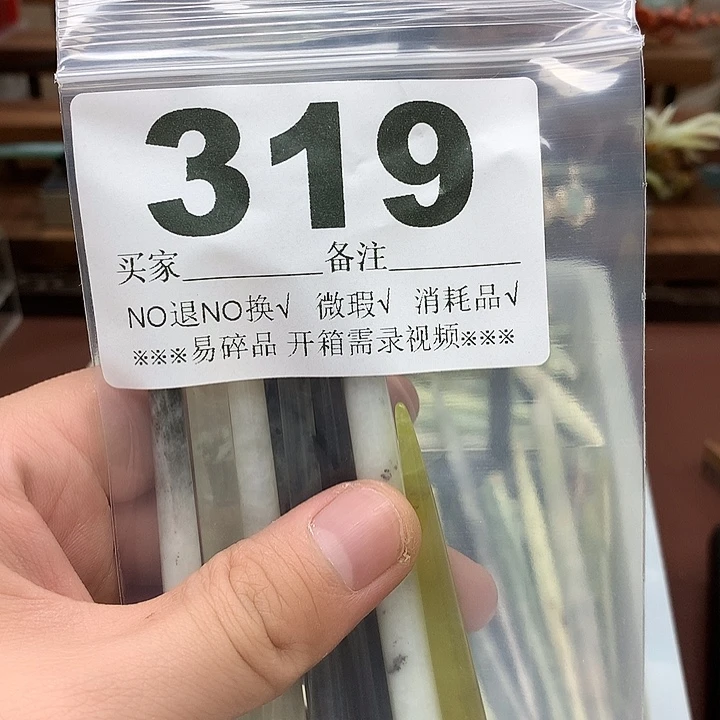 319
买家________备注________
NO退NO换√ 微瑕√ 消耗品√
※※※易碎品 开箱需录视频※※※